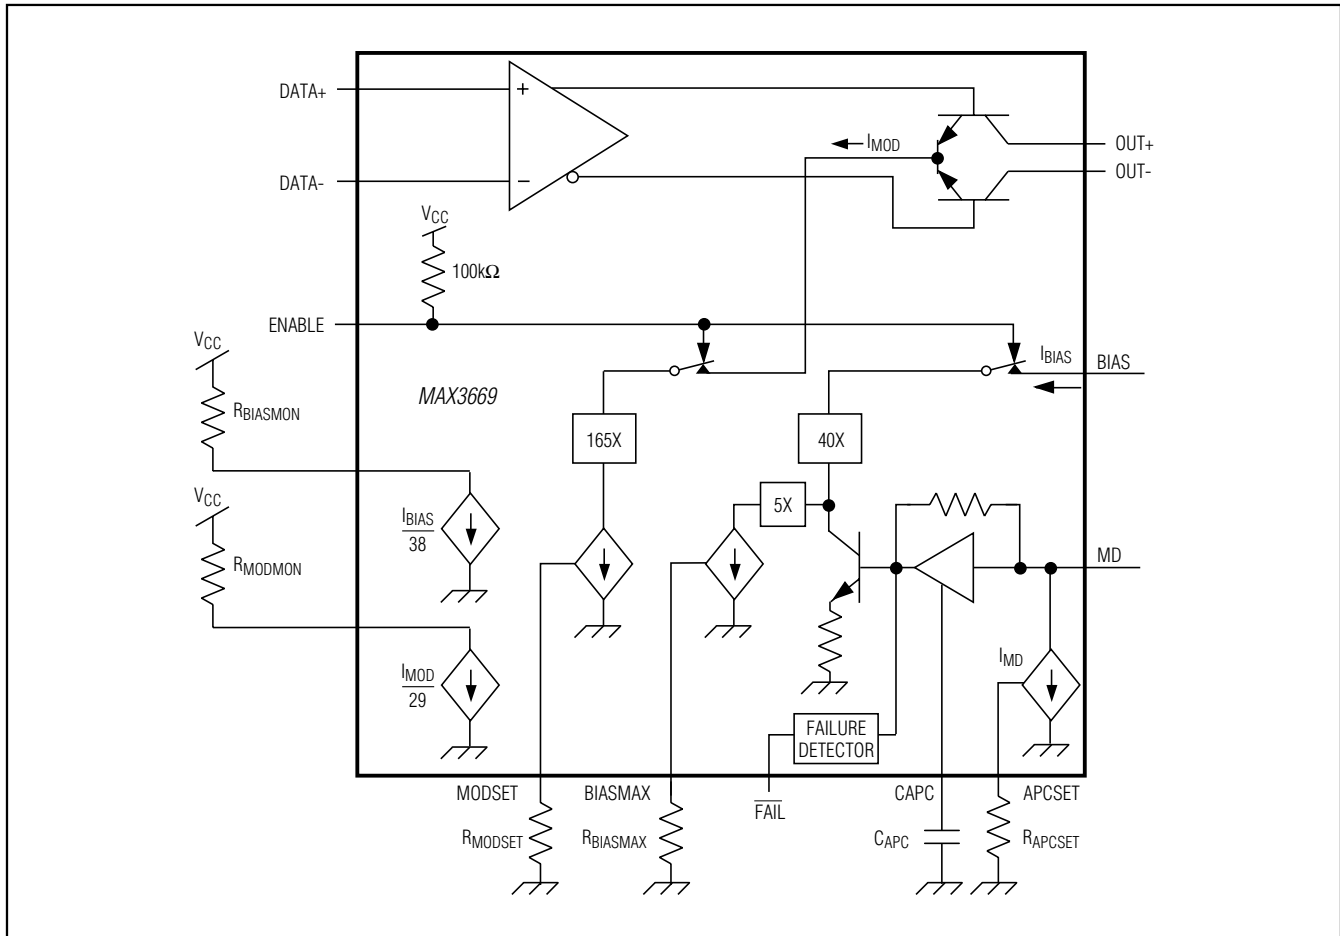 DATA+
+
IMOD
OUT+
OUT-
DATA-
−
VCC
100kΩ
ENABLE
VCC
IBIAS
BIAS
RBIASMON
MAX3669
165X
40X
VCC
5X
IBIAS
38
RMODMON
MD
IMOD
29
IMD
FAILURE
DETECTOR
MODSET
BIASMAX
FAIL
CAPC
APCSET
RMODSET
RBIASMAX
CAPC
RAPCSET